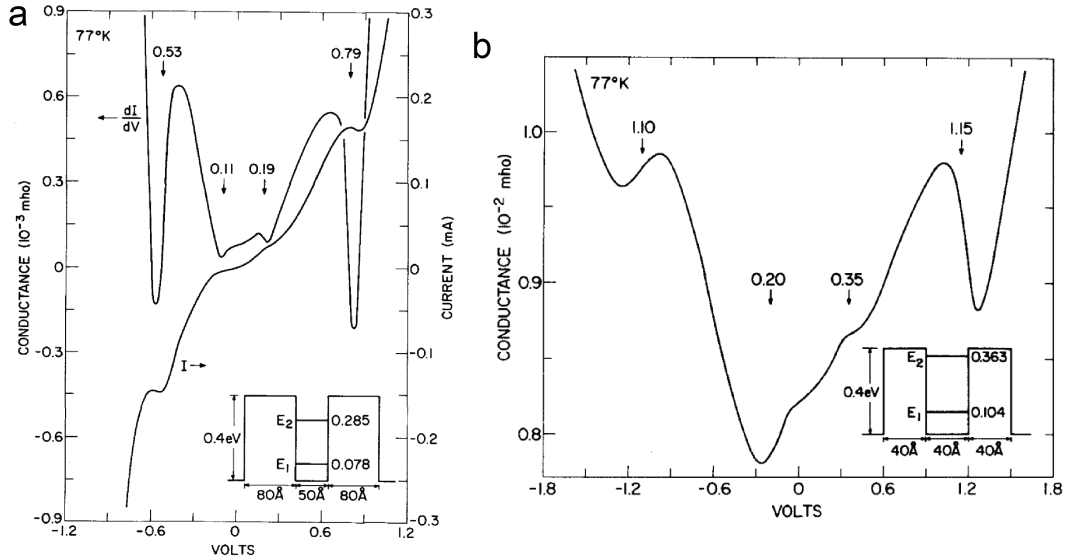 a
77°K
0.53
0.79
dI
dV
0.11
0.19
I
0.9
0.6
0.3
0
-0.3
-0.6
-0.9
CONDUCTANCE (10⁻³ mho)
0.3
0.2
0.1
0
-0.1
-0.2
-0.3
CURRENT (mA)
-1.2
-0.6
0
0.6
1.2
VOLTS
0.4eV
E₂
0.285
E₁
0.078
80Å
50Å
80Å
b
77°K
1.10
1.15
0.20
0.35
1.0
0.9
0.8
CONDUCTANCE (10⁻² mho)
-1.8
-1.2
-0.6
0
0.6
1.2
1.8
VOLTS
0.4eV
E₂
0.363
E₁
0.104
40Å
40Å
40Å